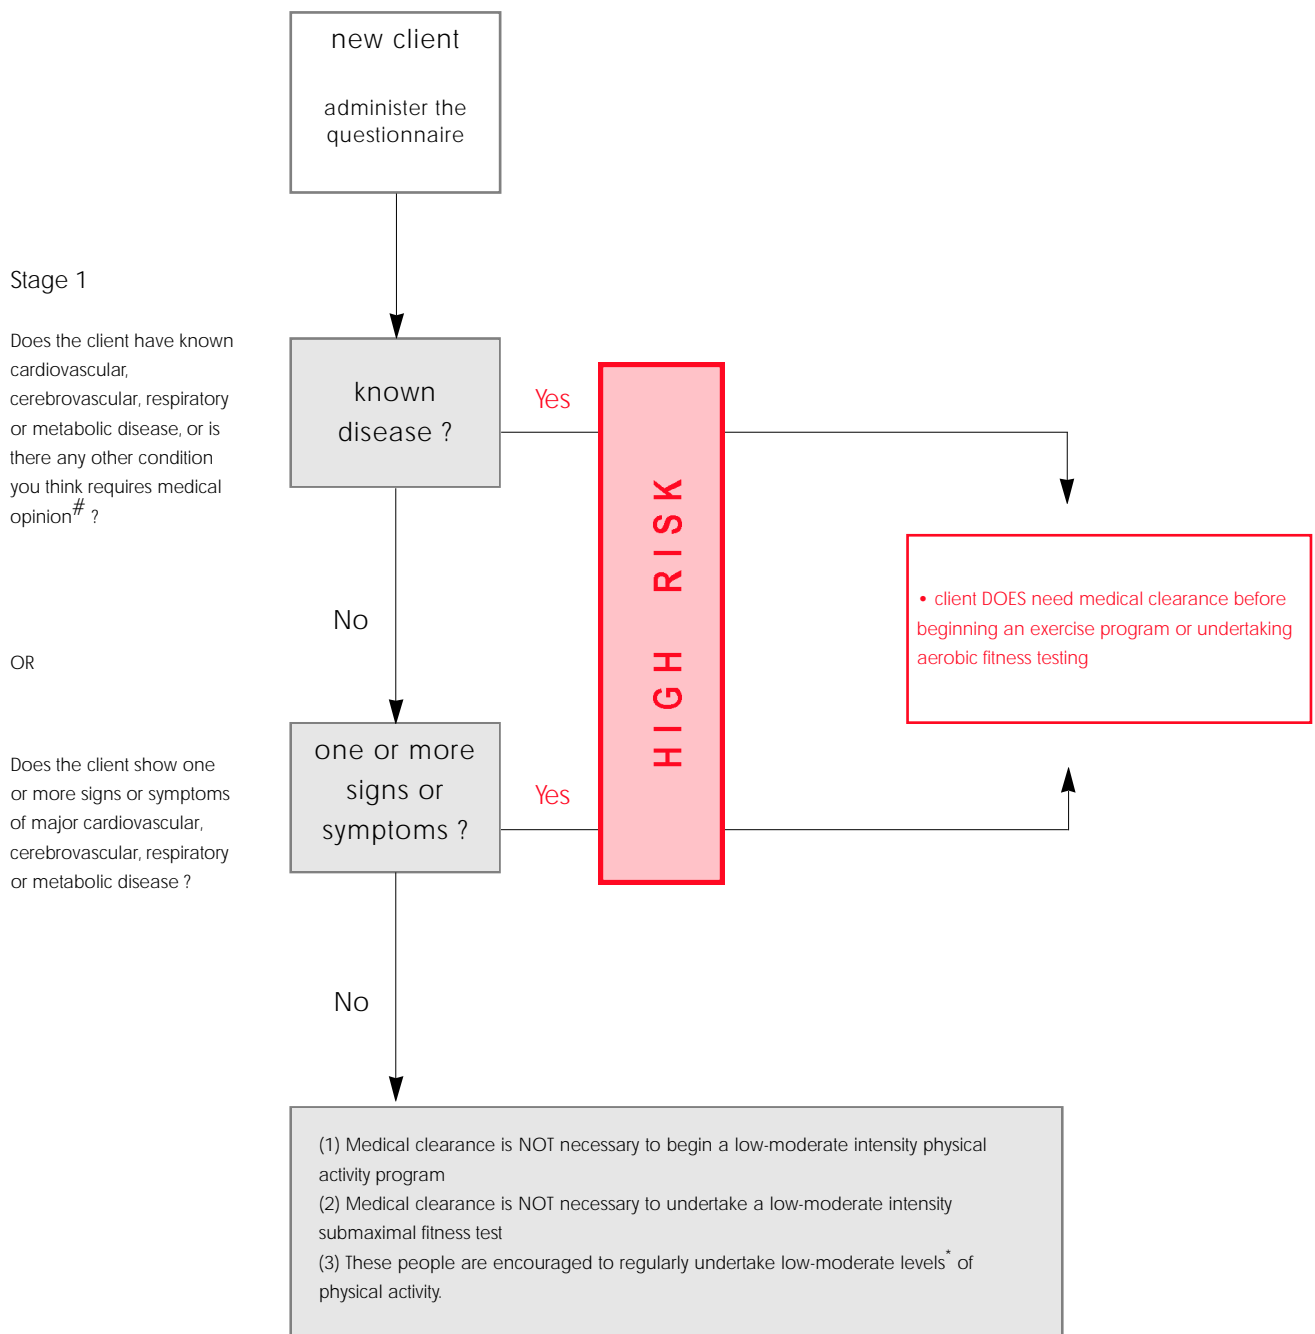 new client
administer the
questionnaire
Stage 1
Does the client have known
cardiovascular,
cerebrovascular, respiratory
or metabolic disease, or is
there any other condition
you think requires medical
opinion# ?
known
disease ?
Yes
HIGH RISK
• client DOES need medical clearance before
beginning an exercise program or undertaking
aerobic fitness testing
No
OR
Does the client show one
or more signs or symptoms
of major cardiovascular,
cerebrovascular, respiratory
or metabolic disease ?
one or more
signs or
symptoms ?
Yes
No
(1) Medical clearance is NOT necessary to begin a low-moderate intensity physical
activity program
(2) Medical clearance is NOT necessary to undertake a low-moderate intensity
submaximal fitness test
(3) These people are encouraged to regularly undertake low-moderate levels* of
physical activity.